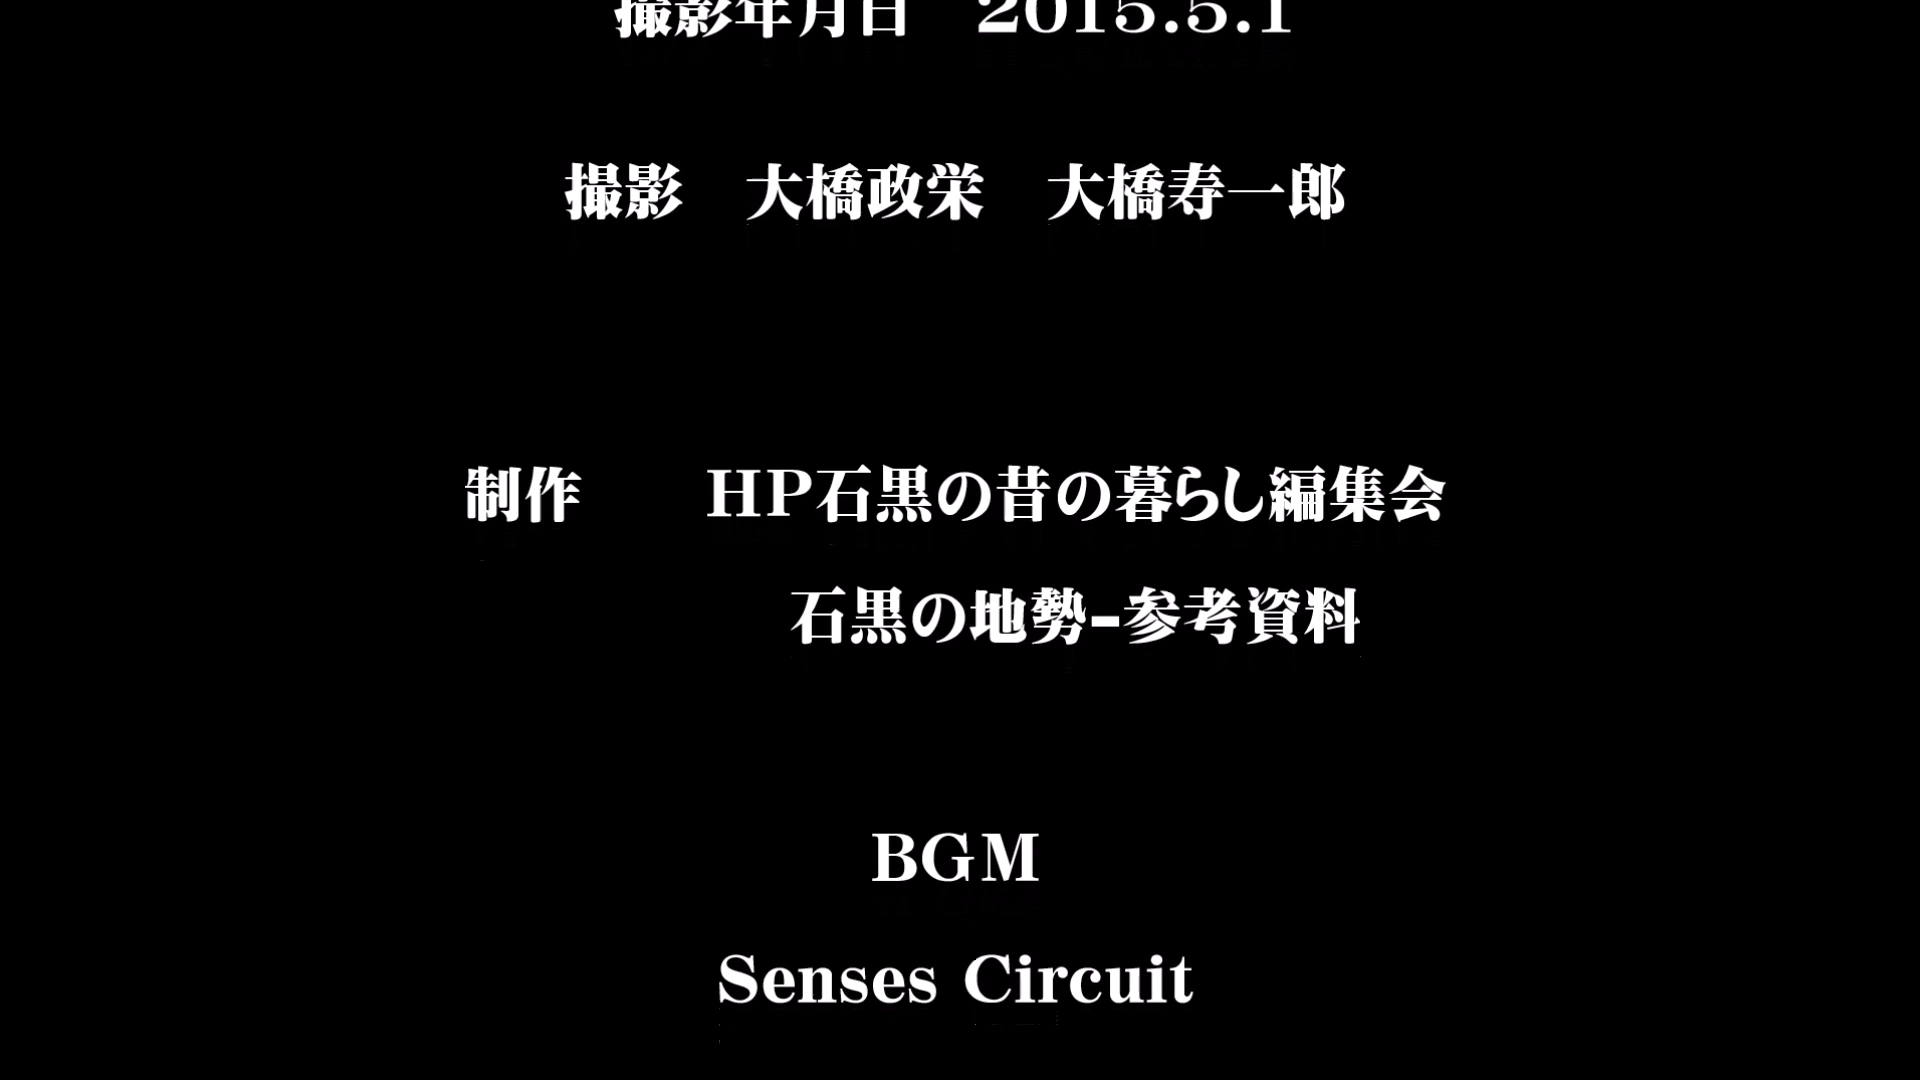 撮影年月日　2015.5.1
撮影　大橋政栄　大橋寿一郎
制作　　HP石黒の昔の暮らし編集会
石黒の地勢-参考資料
BGM
Senses Circuit